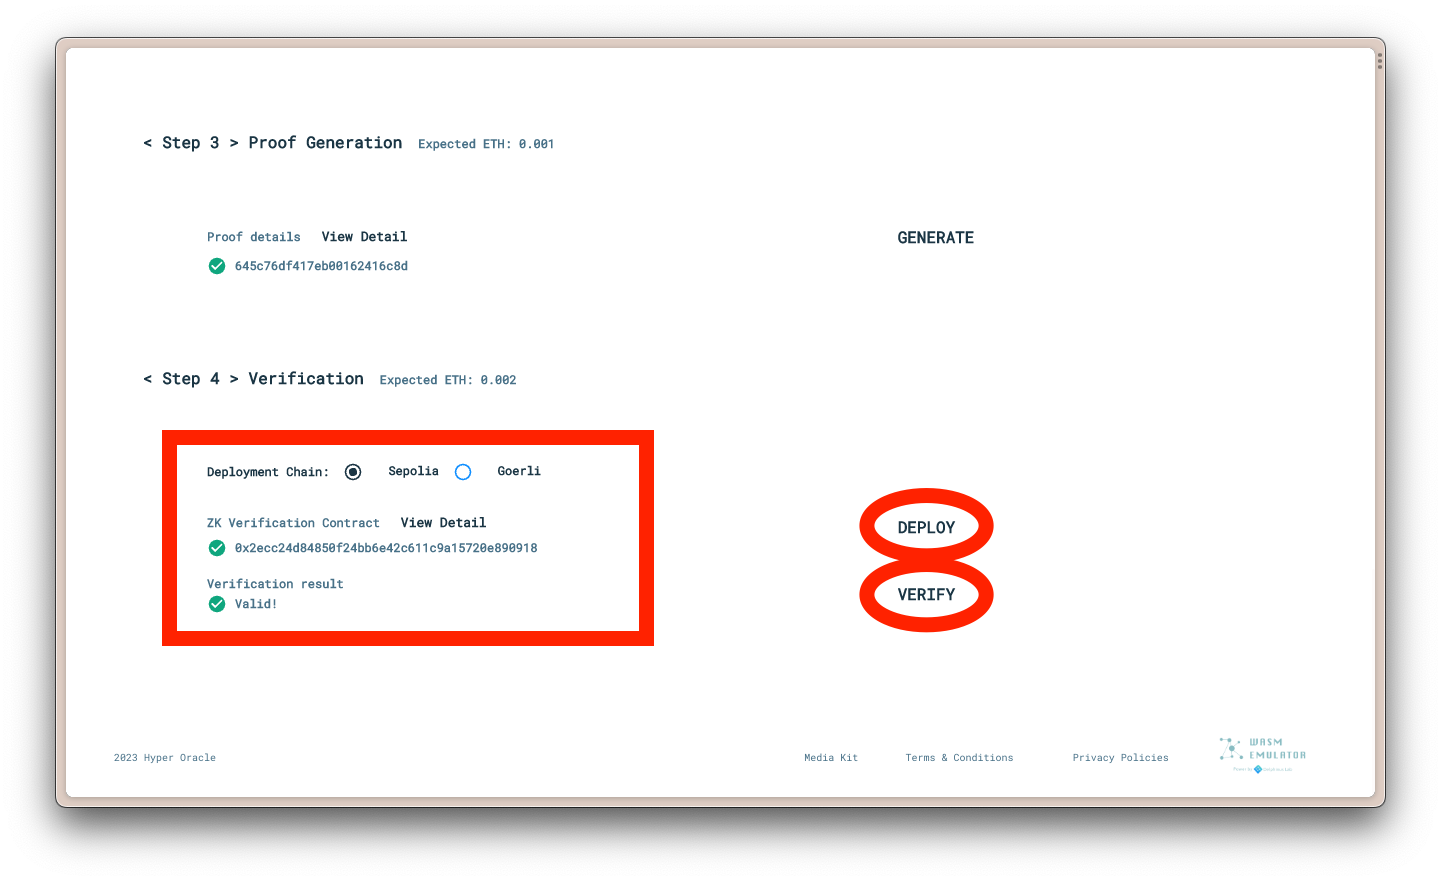 < Step 3 > Proof Generation Expected ETH: 0.001
Proof details View Detail
GENERATE
645c76df417eb00162416c8d
< Step 4 > Verification Expected ETH: 0.002
Deployment Chain: Sepolia Goerli
ZK Verification Contract View Detail
DEPLOY
0x2ecc24d84850f24bb6e42c611c9a15720e890918
Verification result
VERIFY
Valid!
2023 Hyper Oracle
Media Kit
Terms & Conditions
Privacy Policies
WASM
EMULATOR